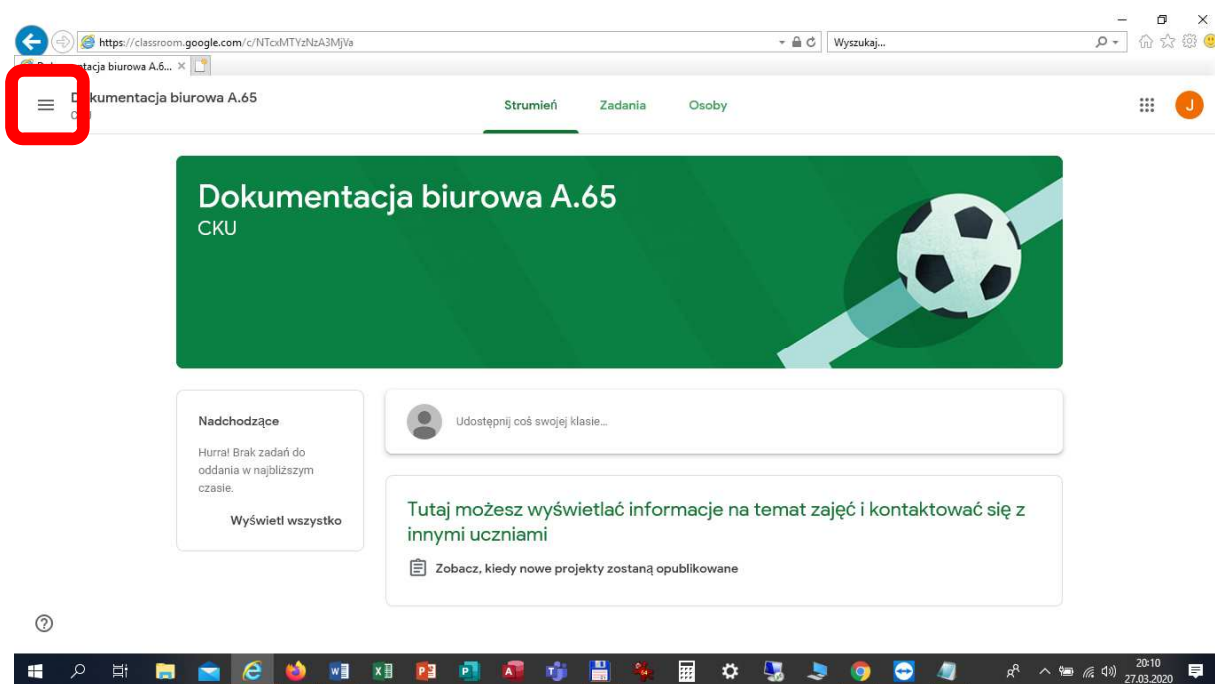 https://classroom.google.com/c/NTcxMTYzNzA3MjVa
Wyszukaj...
biurowa A.6...
biurowa A.65
Strumień
Zadania
Osoby
J
Dokumentacja biurowa A.65
CKU
Nadchodzące
Hurra! Brak zadań do
oddania w najbliższym
czasie.
Wyświetl wszystko
Udostępnij coś swojej klasie...
Tutaj możesz wyświetlać informacje na temat zajęć i kontaktować się z
innymi uczniami
Zobacz, kiedy nowe projekty zostaną opublikowane
20:10
27.03.2020